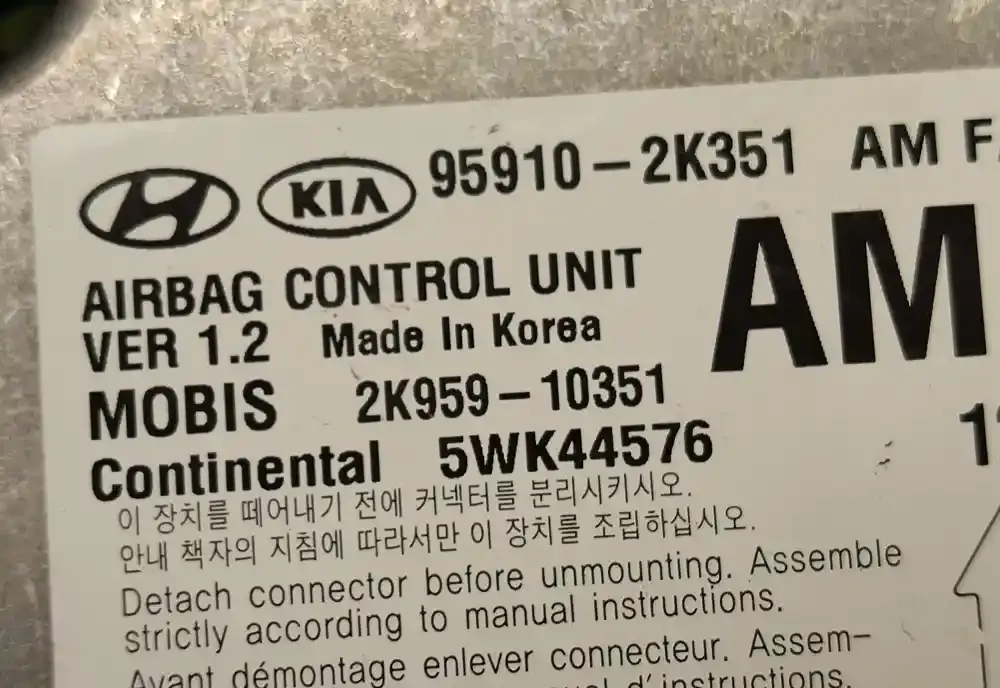 KIA 95910-2K351 AM
AM
AIRBAG CONTROL UNIT
VER 1.2 Made In Korea
MOBIS 2K959-10351
Continental 5WK44576
이 장치를 떼어내기 전에 커넥터를 분리시키시오.
안내 책자의 지침에 따라서만 이 장치를 조립하십시오.
Detach connector before unmounting. Assemble
strictly according to manual instructions.
Avant démontage enlever connecteur. Assem-
d'instructions.